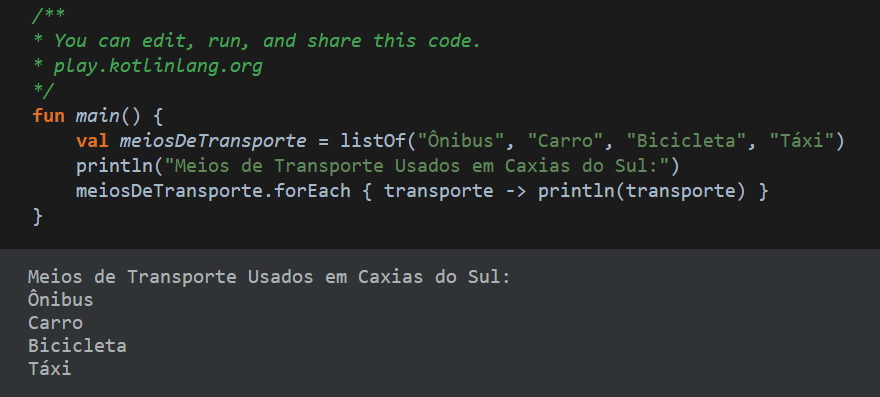 /**
* You can edit, run, and share this code.
* play.kotlinlang.org
*/
fun main() {
    val meiosDeTransporte = listOf("Ônibus", "Carro", "Bicicleta", "Táxi")
    println("Meios de Transporte Usados em Caxias do Sul:")
    meiosDeTransporte.forEach { transporte -> println(transporte) }
}
Meios de Transporte Usados em Caxias do Sul:
Ônibus
Carro
Bicicleta
Táxi